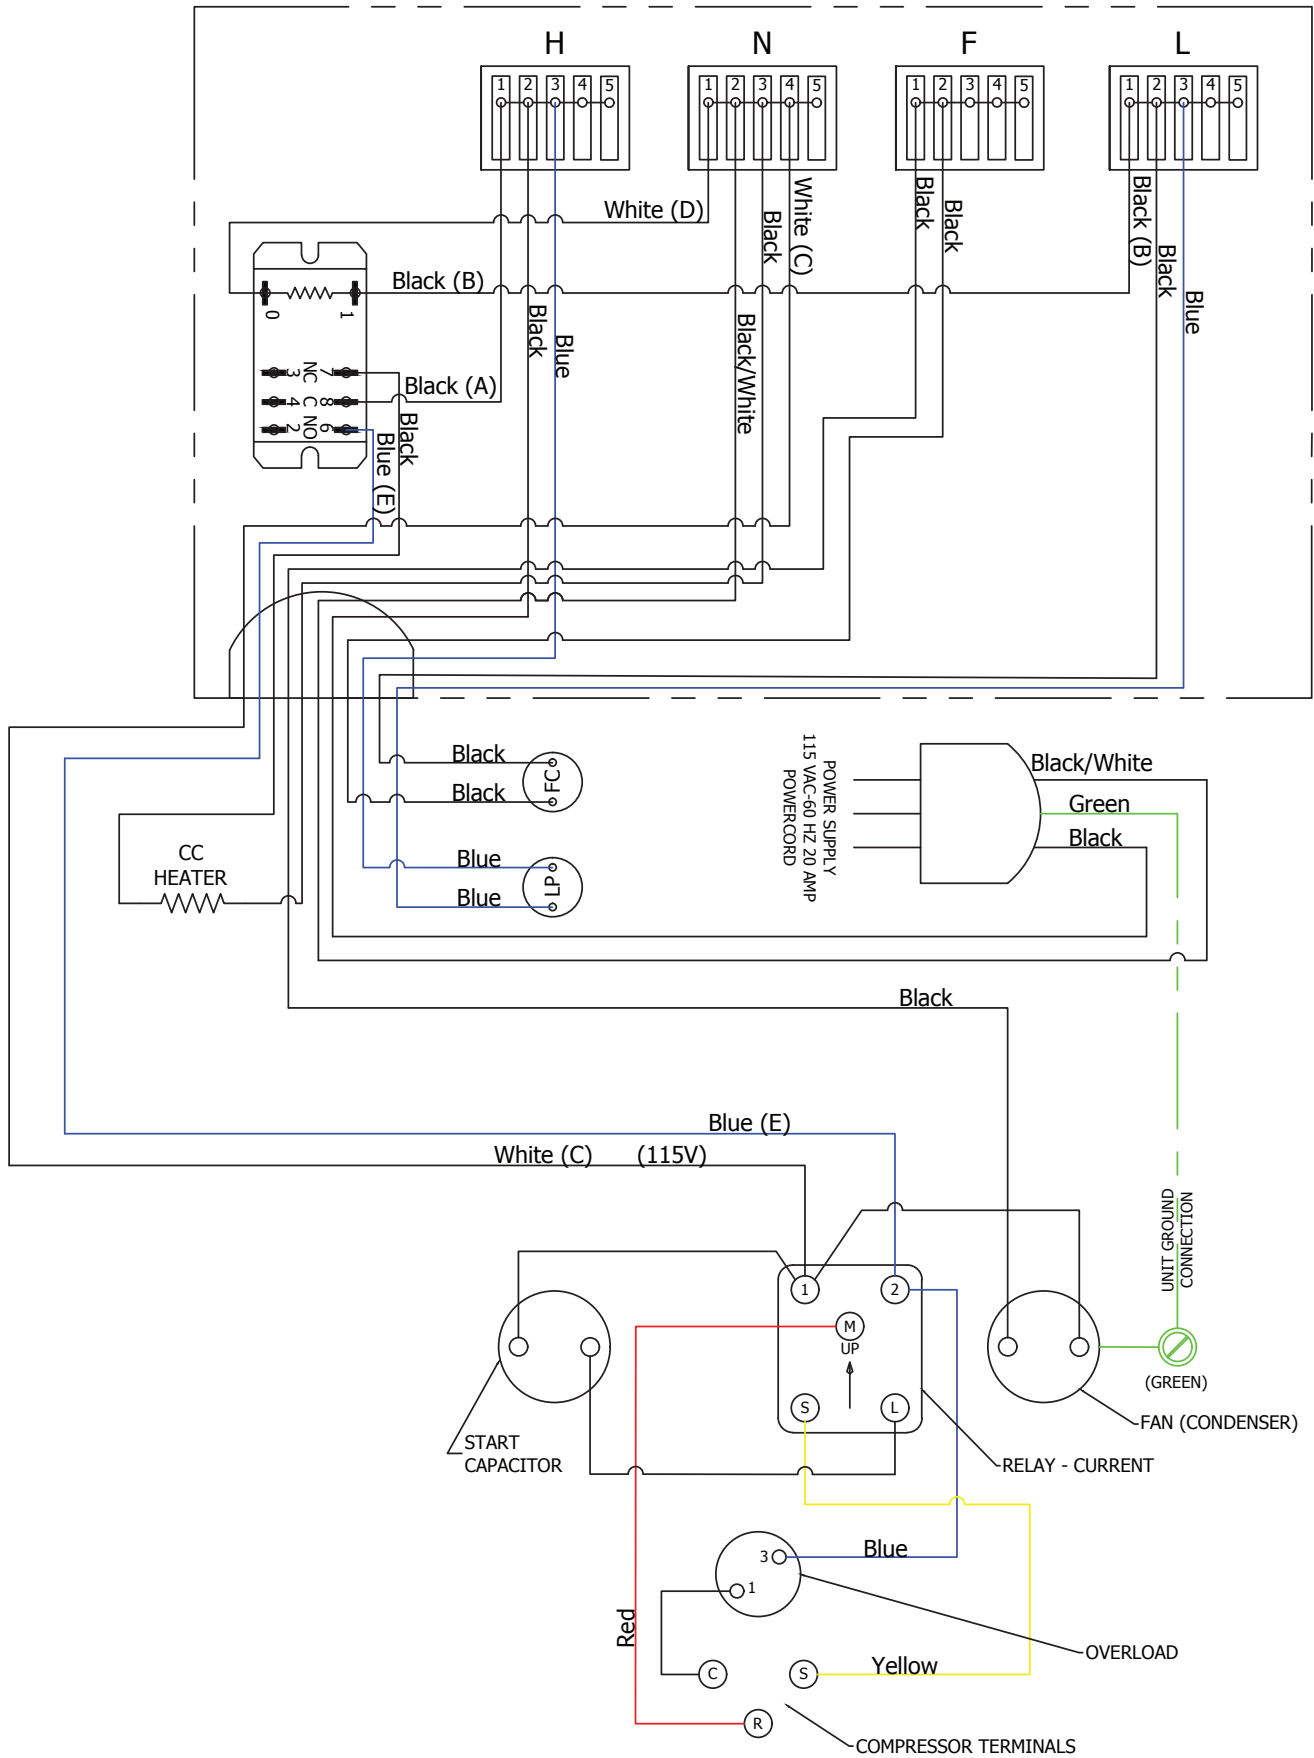 H
N
F
L
1 2 3 4 5
1 2 3 4 5
1 2 3 4 5
1 2 3 4 5
White (D)
Black
White (C)
Black
Black
Black (B)
Black
Blue
Black (B)
0
1
Black
Blue
Black/White
3 NC 7
4 C 8
2 NO 6
Black (A)
Black
Blue (E)
Black
Black
FC
Blue
Blue
LP
CC
HEATER
POWER SUPPLY
115 VAC-60 HZ 20 AMP
POWERCORD
Black/White
Green
Black
Black
Blue (E)
White (C) (115V)
UNIT GROUND
CONNECTION
1
2
M
UP
S
L
(GREEN)
FAN (CONDENSER)
START
CAPACITOR
RELAY - CURRENT
3
1
Blue
Red
OVERLOAD
C
S
Yellow
R
COMPRESSOR TERMINALS